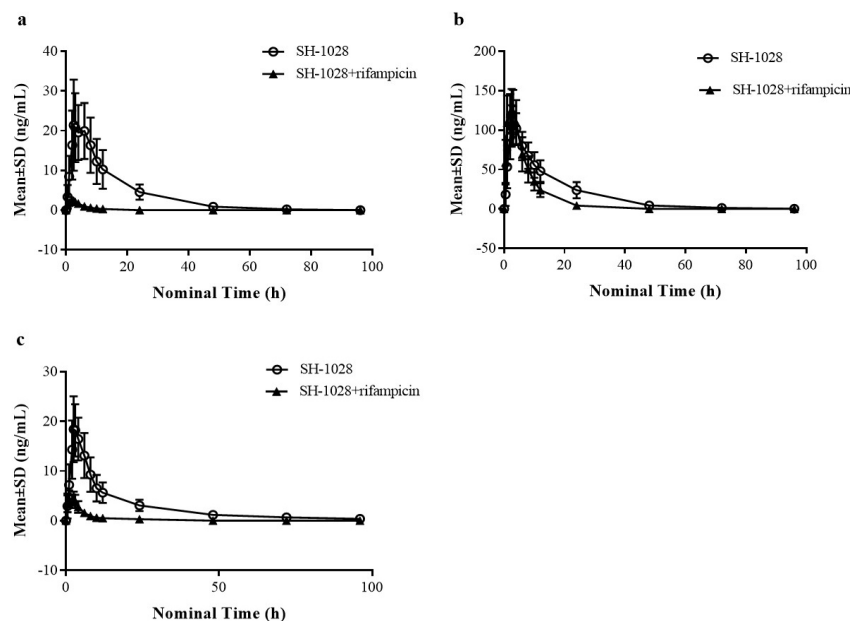 a
SH-1028
SH-1028+rifampicin
Mean±SD (ng/mL)
40
30
20
10
0
-10
0
20
40
60
80
100
Nominal Time (h)
b
SH-1028
SH-1028+rifampicin
Mean±SD (ng/mL)
200
150
100
50
0
-50
0
20
40
60
80
100
Nominal Time (h)
c
SH-1028
SH-1028+rifampicin
Mean±SD (ng/mL)
30
20
10
0
-10
0
50
100
Nominal Time (h)